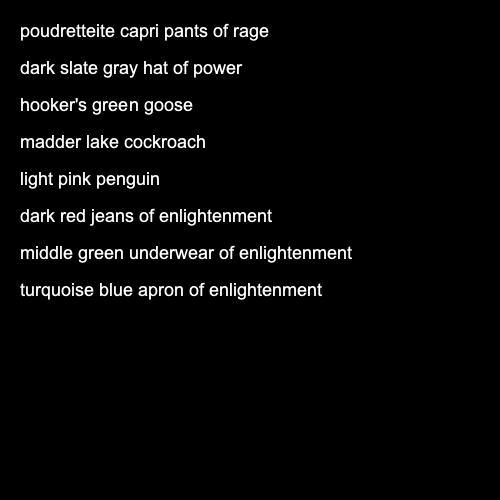 poudretteite capri pants of rage
dark slate gray hat of power
hooker's green goose
madder lake cockroach
light pink penguin
dark red jeans of enlightenment
middle green underwear of enlightenment
turquoise blue apron of enlightenment